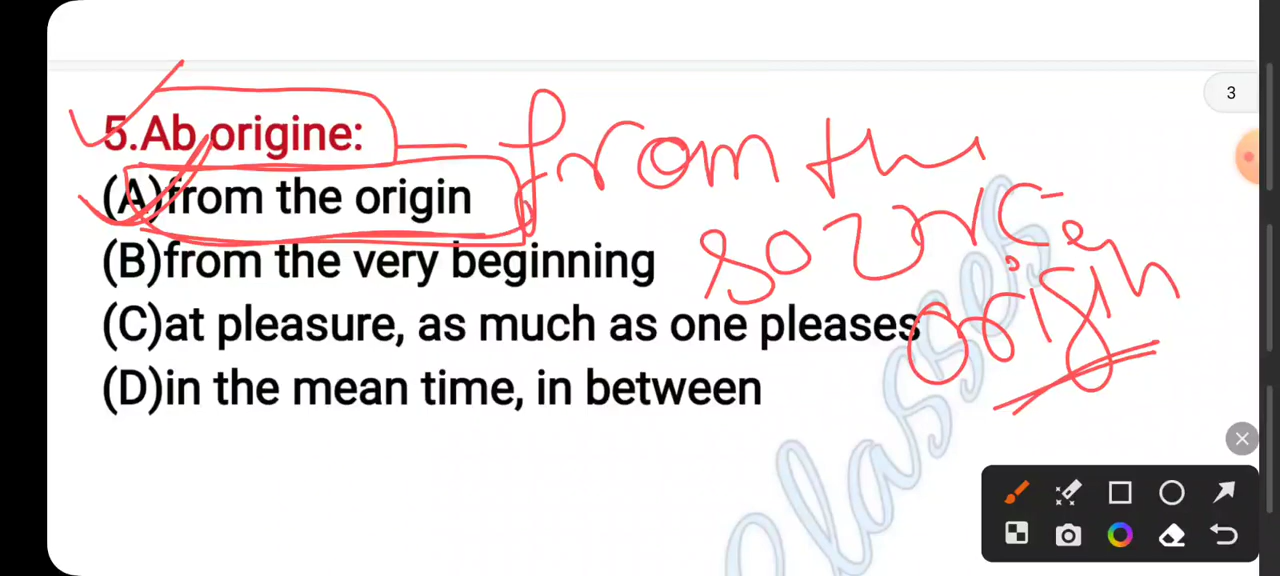 3
5.Ab origine:
from the
(A)from the origin
source
(B)from the very beginning
origin
(C)at pleasure, as much as one pleases
(D)in the mean time, in between
classes